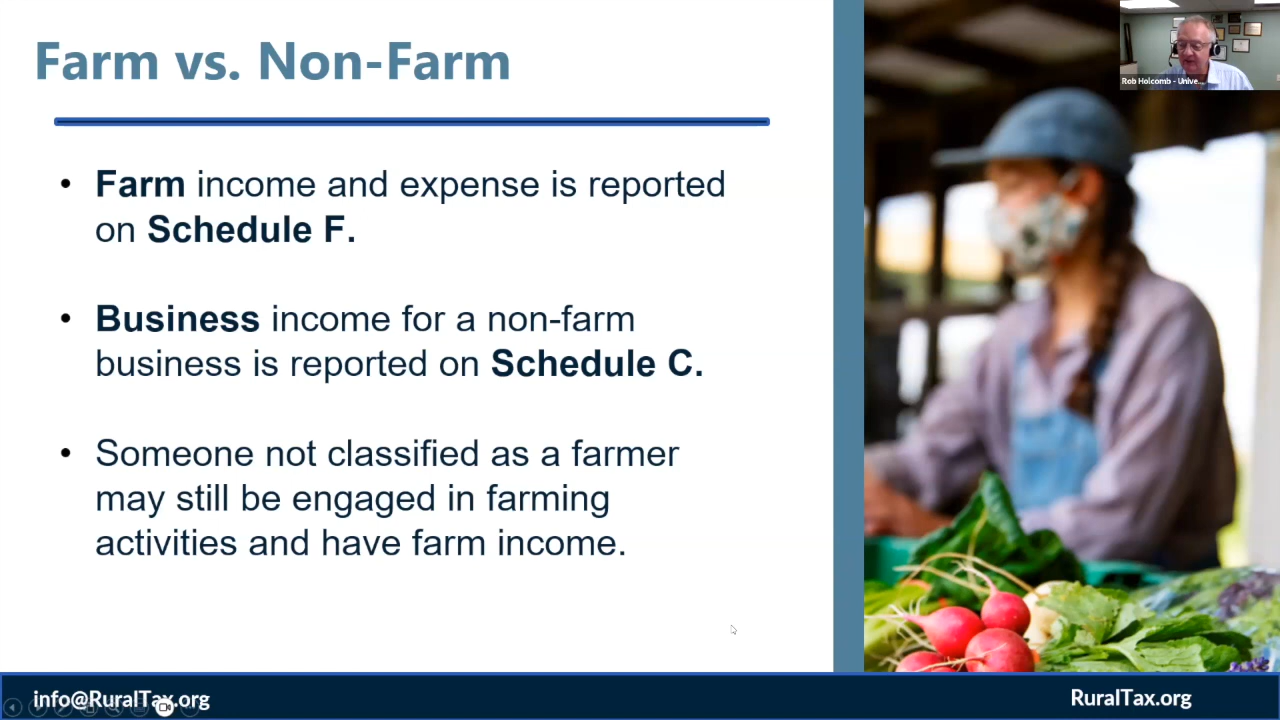 Farm vs. Non-Farm
Rob Holcomb - Unive...
• Farm income and expense is reported
on Schedule F.
• Business income for a non-farm
business is reported on Schedule C.
• Someone not classified as a farmer
may still be engaged in farming
activities and have farm income.
info@RuralTax.org
RuralTax.org